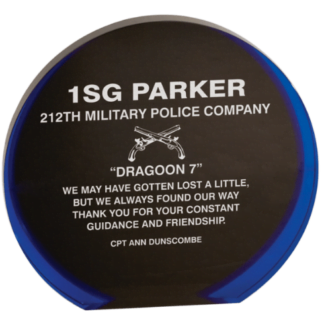 1SG PARKER
212TH MILITARY POLICE COMPANY
“DRAGOON 7”
WE MAY HAVE GOTTEN LOST A LITTLE,
BUT WE ALWAYS FOUND OUR WAY
THANK YOU FOR YOUR CONSTANT
GUIDANCE AND FRIENDSHIP.
CPT ANN DUNSCOMBE